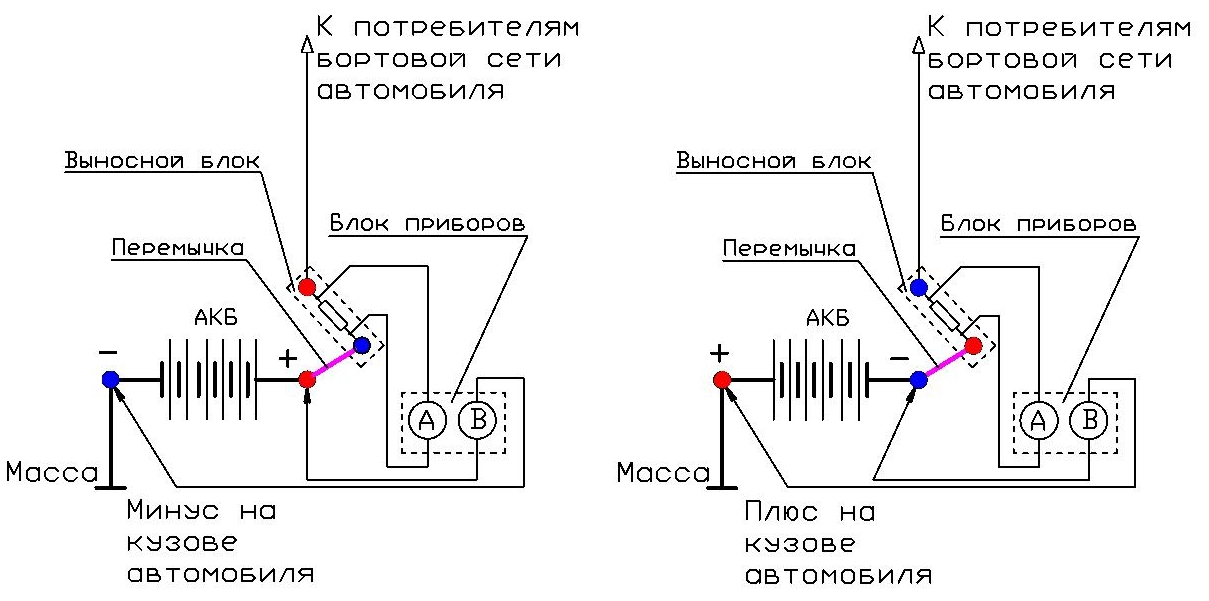 К потребителям
бортовой сети
автомобиля
Выносной блок
Блок приборов
Перемычка
АКБ
− +
А В
Масса
Минус на
кузове
автомобиля
К потребителям
бортовой сети
автомобиля
Выносной блок
Блок приборов
Перемычка
АКБ
+ −
А В
Масса
Плюс на
кузове
автомобиля